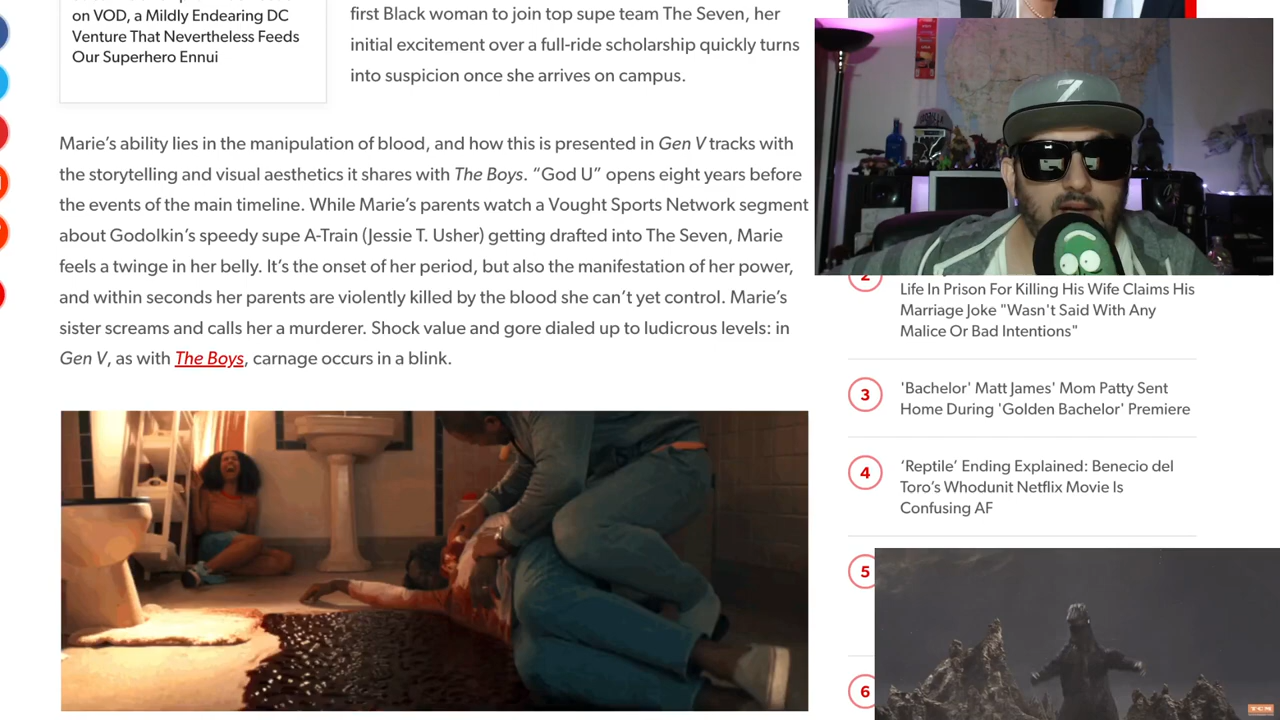 on VOD, a Mildly Endearing DC
Venture That Nevertheless Feeds
Our Superhero Ennui
first Black woman to join top supe team The Seven, her
initial excitement over a full-ride scholarship quickly turns
into suspicion once she arrives on campus.
Marie’s ability lies in the manipulation of blood, and how this is presented in Gen V tracks with
the storytelling and visual aesthetics it shares with The Boys. “God U” opens eight years before
the events of the main timeline. While Marie’s parents watch a Vought Sports Network segment
about Godolkin’s speedy supe A-Train (Jessie T. Usher) getting drafted into The Seven, Marie
feels a twinge in her belly. It’s the onset of her period, but also the manifestation of her power,
and within seconds her parents are violently killed by the blood she can’t yet control. Marie’s
sister screams and calls her a murderer. Shock value and gore dialed up to ludicrous levels: in
Gen V, as with The Boys, carnage occurs in a blink.
2
Life In Prison For Killing His Wife Claims His
Marriage Joke "Wasn't Said With Any
Malice Or Bad Intentions"
3
'Bachelor' Matt James' Mom Patty Sent
Home During 'Golden Bachelor' Premiere
4
‘Reptile’ Ending Explained: Benecio del
Toro’s Whodunit Netflix Movie Is
Confusing AF
5
6
TCM